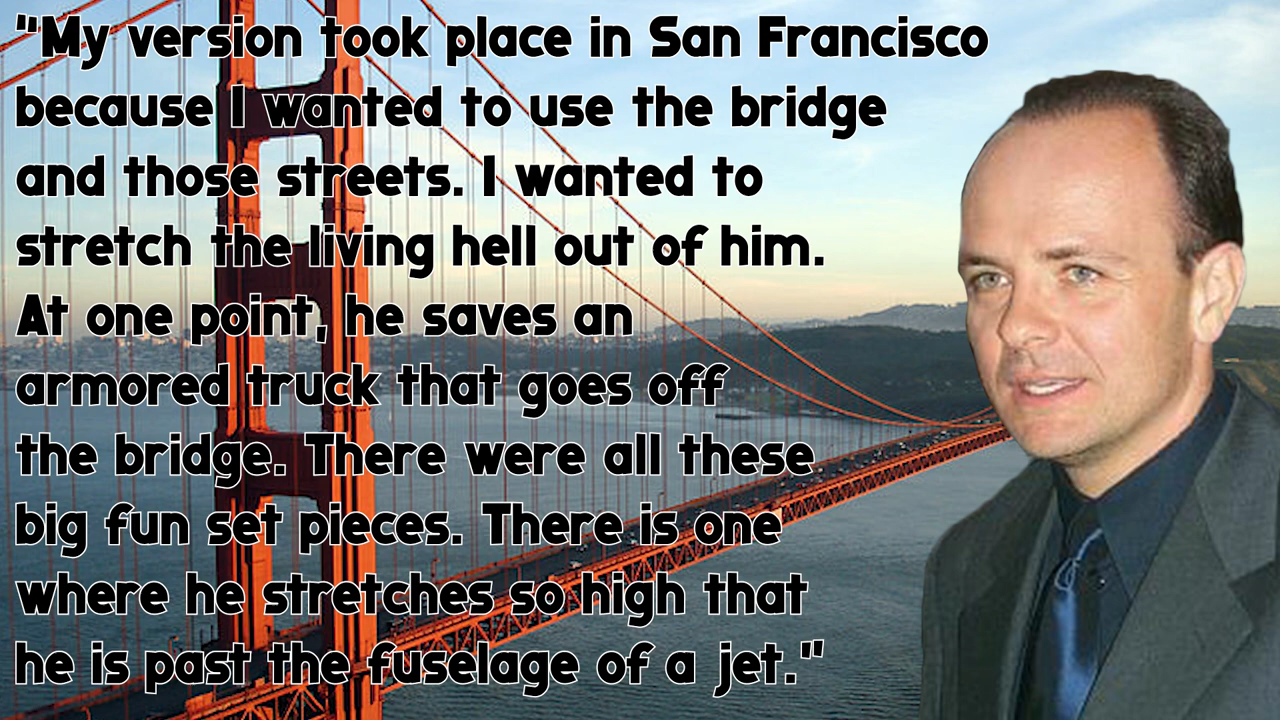 "My version took place in San Francisco
because I wanted to use the bridge
and those streets. I wanted to
stretch the living hell out of him.
At one point, he saves an
armored truck that goes off
the bridge. There were all these
big fun set pieces. There is one
where he stretches so high that
he is past the fuselage of a jet."